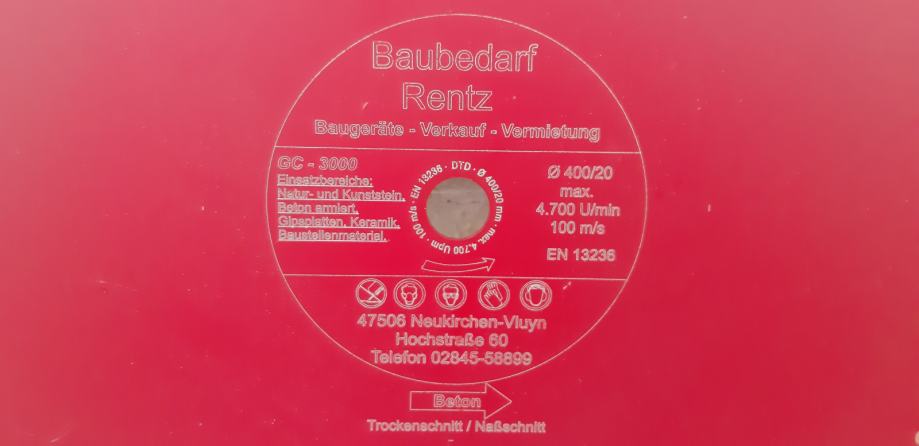 Baubedarf
Rentz
Baugeräte - Verkauf - Vermietung
GC - 3000
Einsatzbereiche:
Natur- und Kunststein,
Beton armiert,
Gipsplatten, Keramik,
Baustellenmaterial,
100 m/s · EN 13236 · DTD · Ø 400/20 mm · max. 4.700 Upm ·
Ø 400/20
max.
4.700 U/min
100 m/s
EN 13236
47506 Neukirchen-Vluyn
Hochstraße 60
Telefon 02845-58899
Beton
Trockenschnitt / Naßschnitt